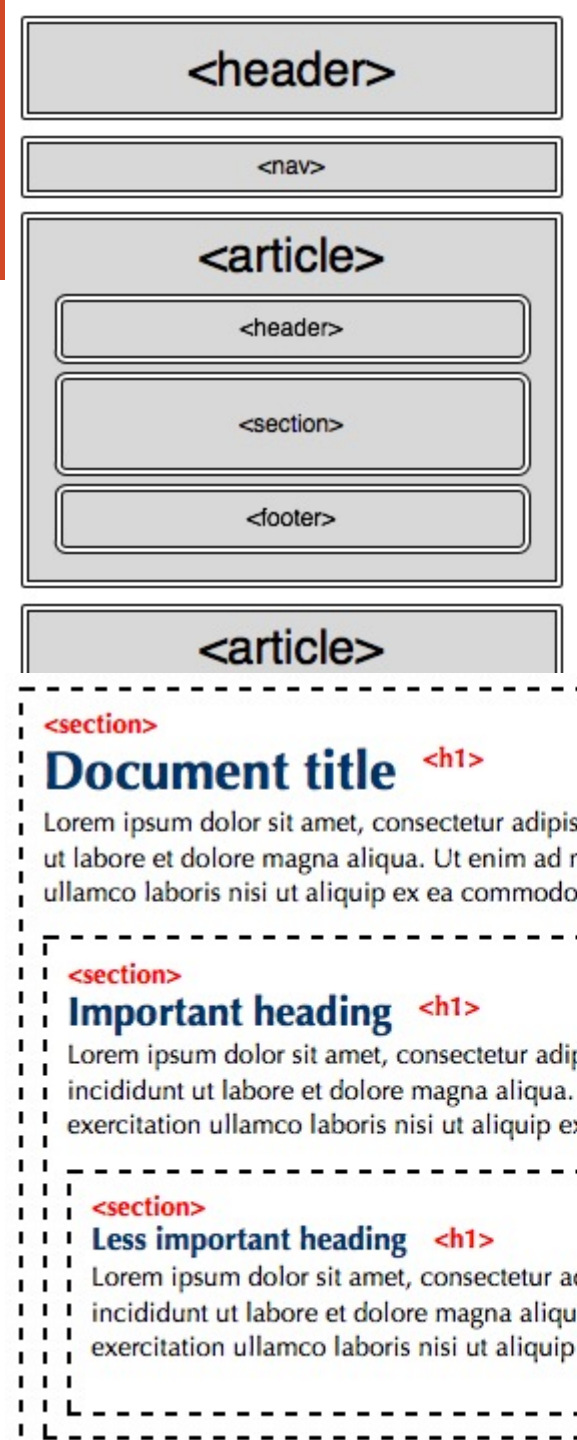 <header>
<nav>
<article>
<header>
<section>
<footer>
<article>
<section>
Document title <h1>
Lorem ipsum dolor sit amet, consectetur adipis
ut labore et dolore magna aliqua. Ut enim ad
ullamco laboris nisi ut aliquip ex ea commodo
<section>
Important heading <h1>
Lorem ipsum dolor sit amet, consectetur adip
incididunt ut labore et dolore magna aliqua.
exercitation ullamco laboris nisi ut aliquip ex
<section>
Less important heading <h1>
Lorem ipsum dolor sit amet, consectetur ad
incididunt ut labore et dolore magna aliqu
exercitation ullamco laboris nisi ut aliquip